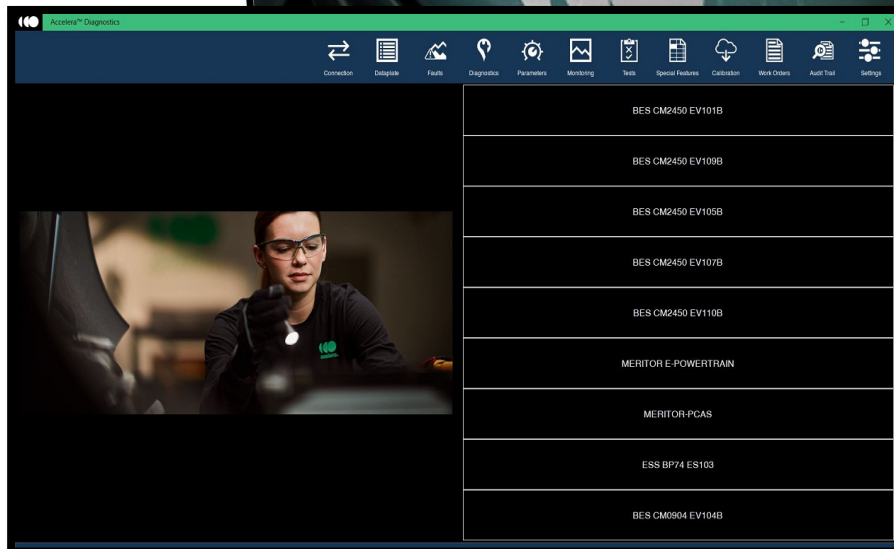 Accelera™ Diagnostics
Connection
Dataplate
Faults
Diagnostics
Parameters
Monitoring
Tests
Special Features
Calibration
Work Orders
Audit Trail
Settings
BES CM2450 EV101B
BES CM2450 EV109B
BES CM2450 EV105B
BES CM2450 EV107B
BES CM2450 EV110B
MERITOR E-POWERTRAIN
MERITOR-PCAS
ESS BP74 ES103
BES CM0904 EV104B
accelera